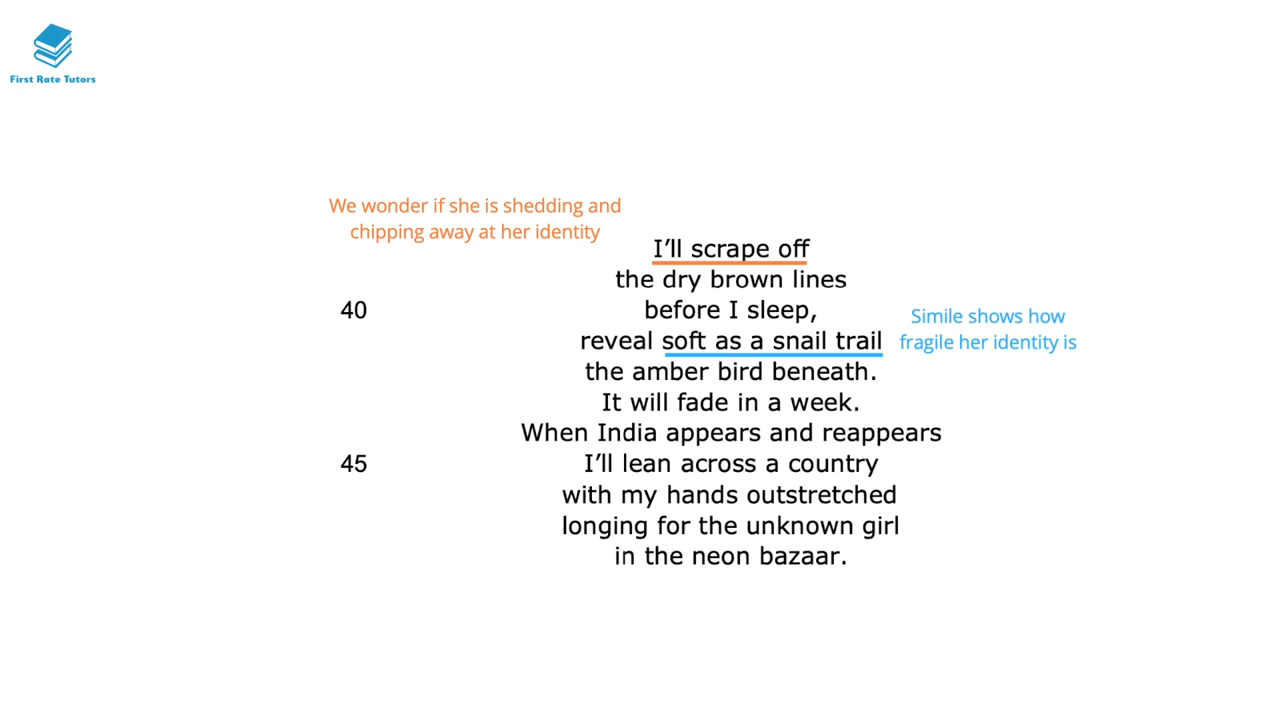 First Rate Tutors
We wonder if she is shedding and
chipping away at her identity
I'll scrape off
the dry brown lines
40
before I sleep,
reveal soft as a snail trail
Simile shows how
fragile her identity is
the amber bird beneath.
It will fade in a week.
When India appears and reappears
45
I'll lean across a country
with my hands outstretched
longing for the unknown girl
in the neon bazaar.